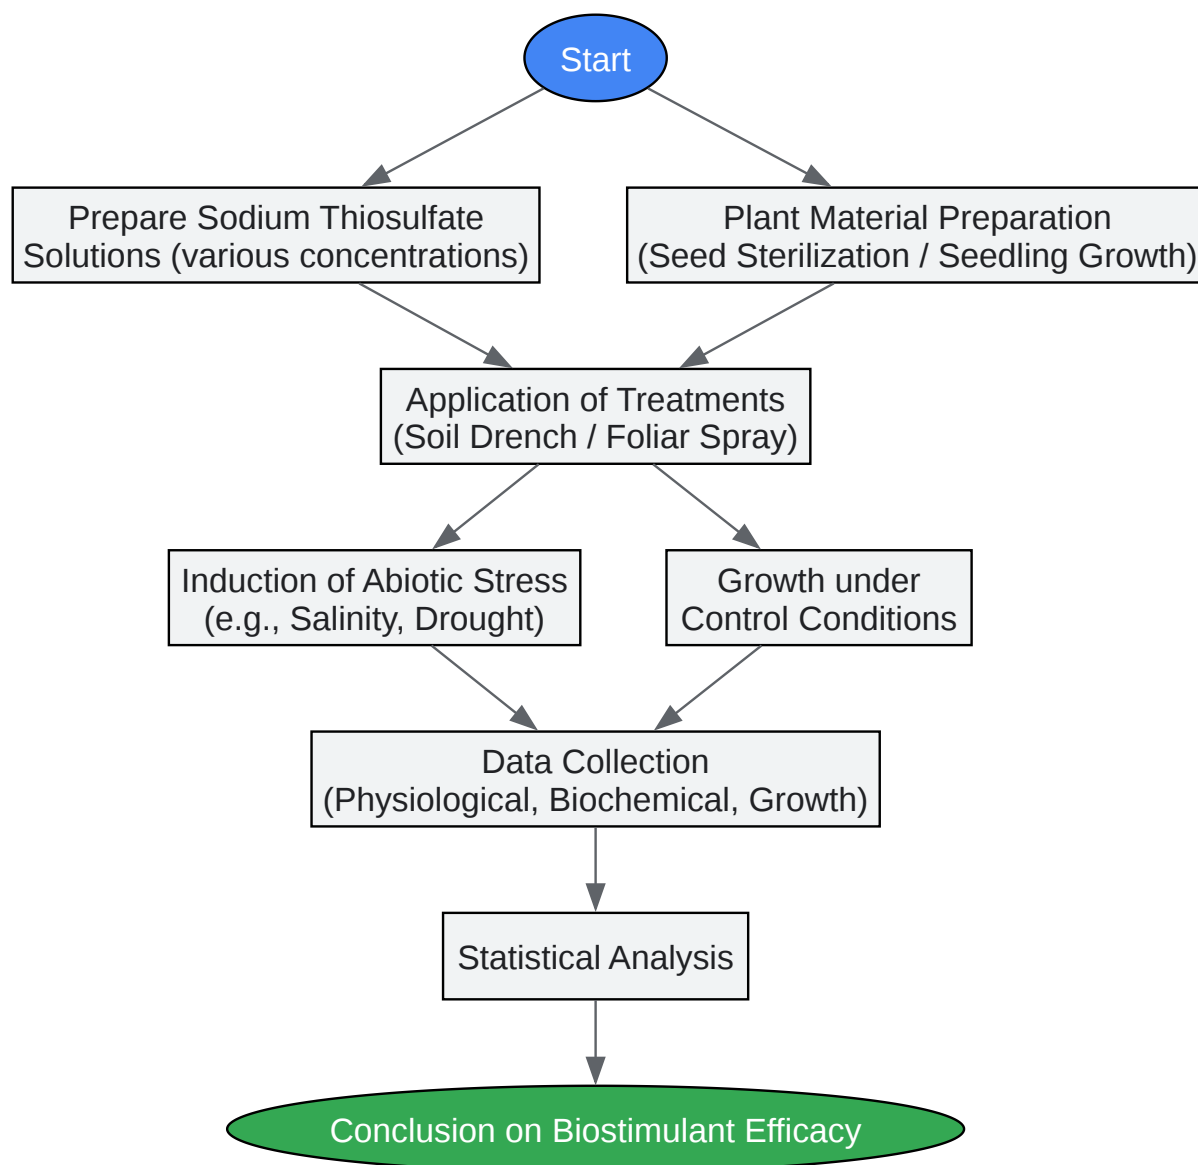 Start
Prepare Sodium Thiosulfate
Solutions (various concentrations)
Plant Material Preparation
(Seed Sterilization / Seedling Growth)
Application of Treatments
(Soil Drench / Foliar Spray)
Induction of Abiotic Stress
(e.g., Salinity, Drought)
Growth under
Control Conditions
Data Collection
(Physiological, Biochemical, Growth)
Statistical Analysis
Conclusion on Biostimulant Efficacy